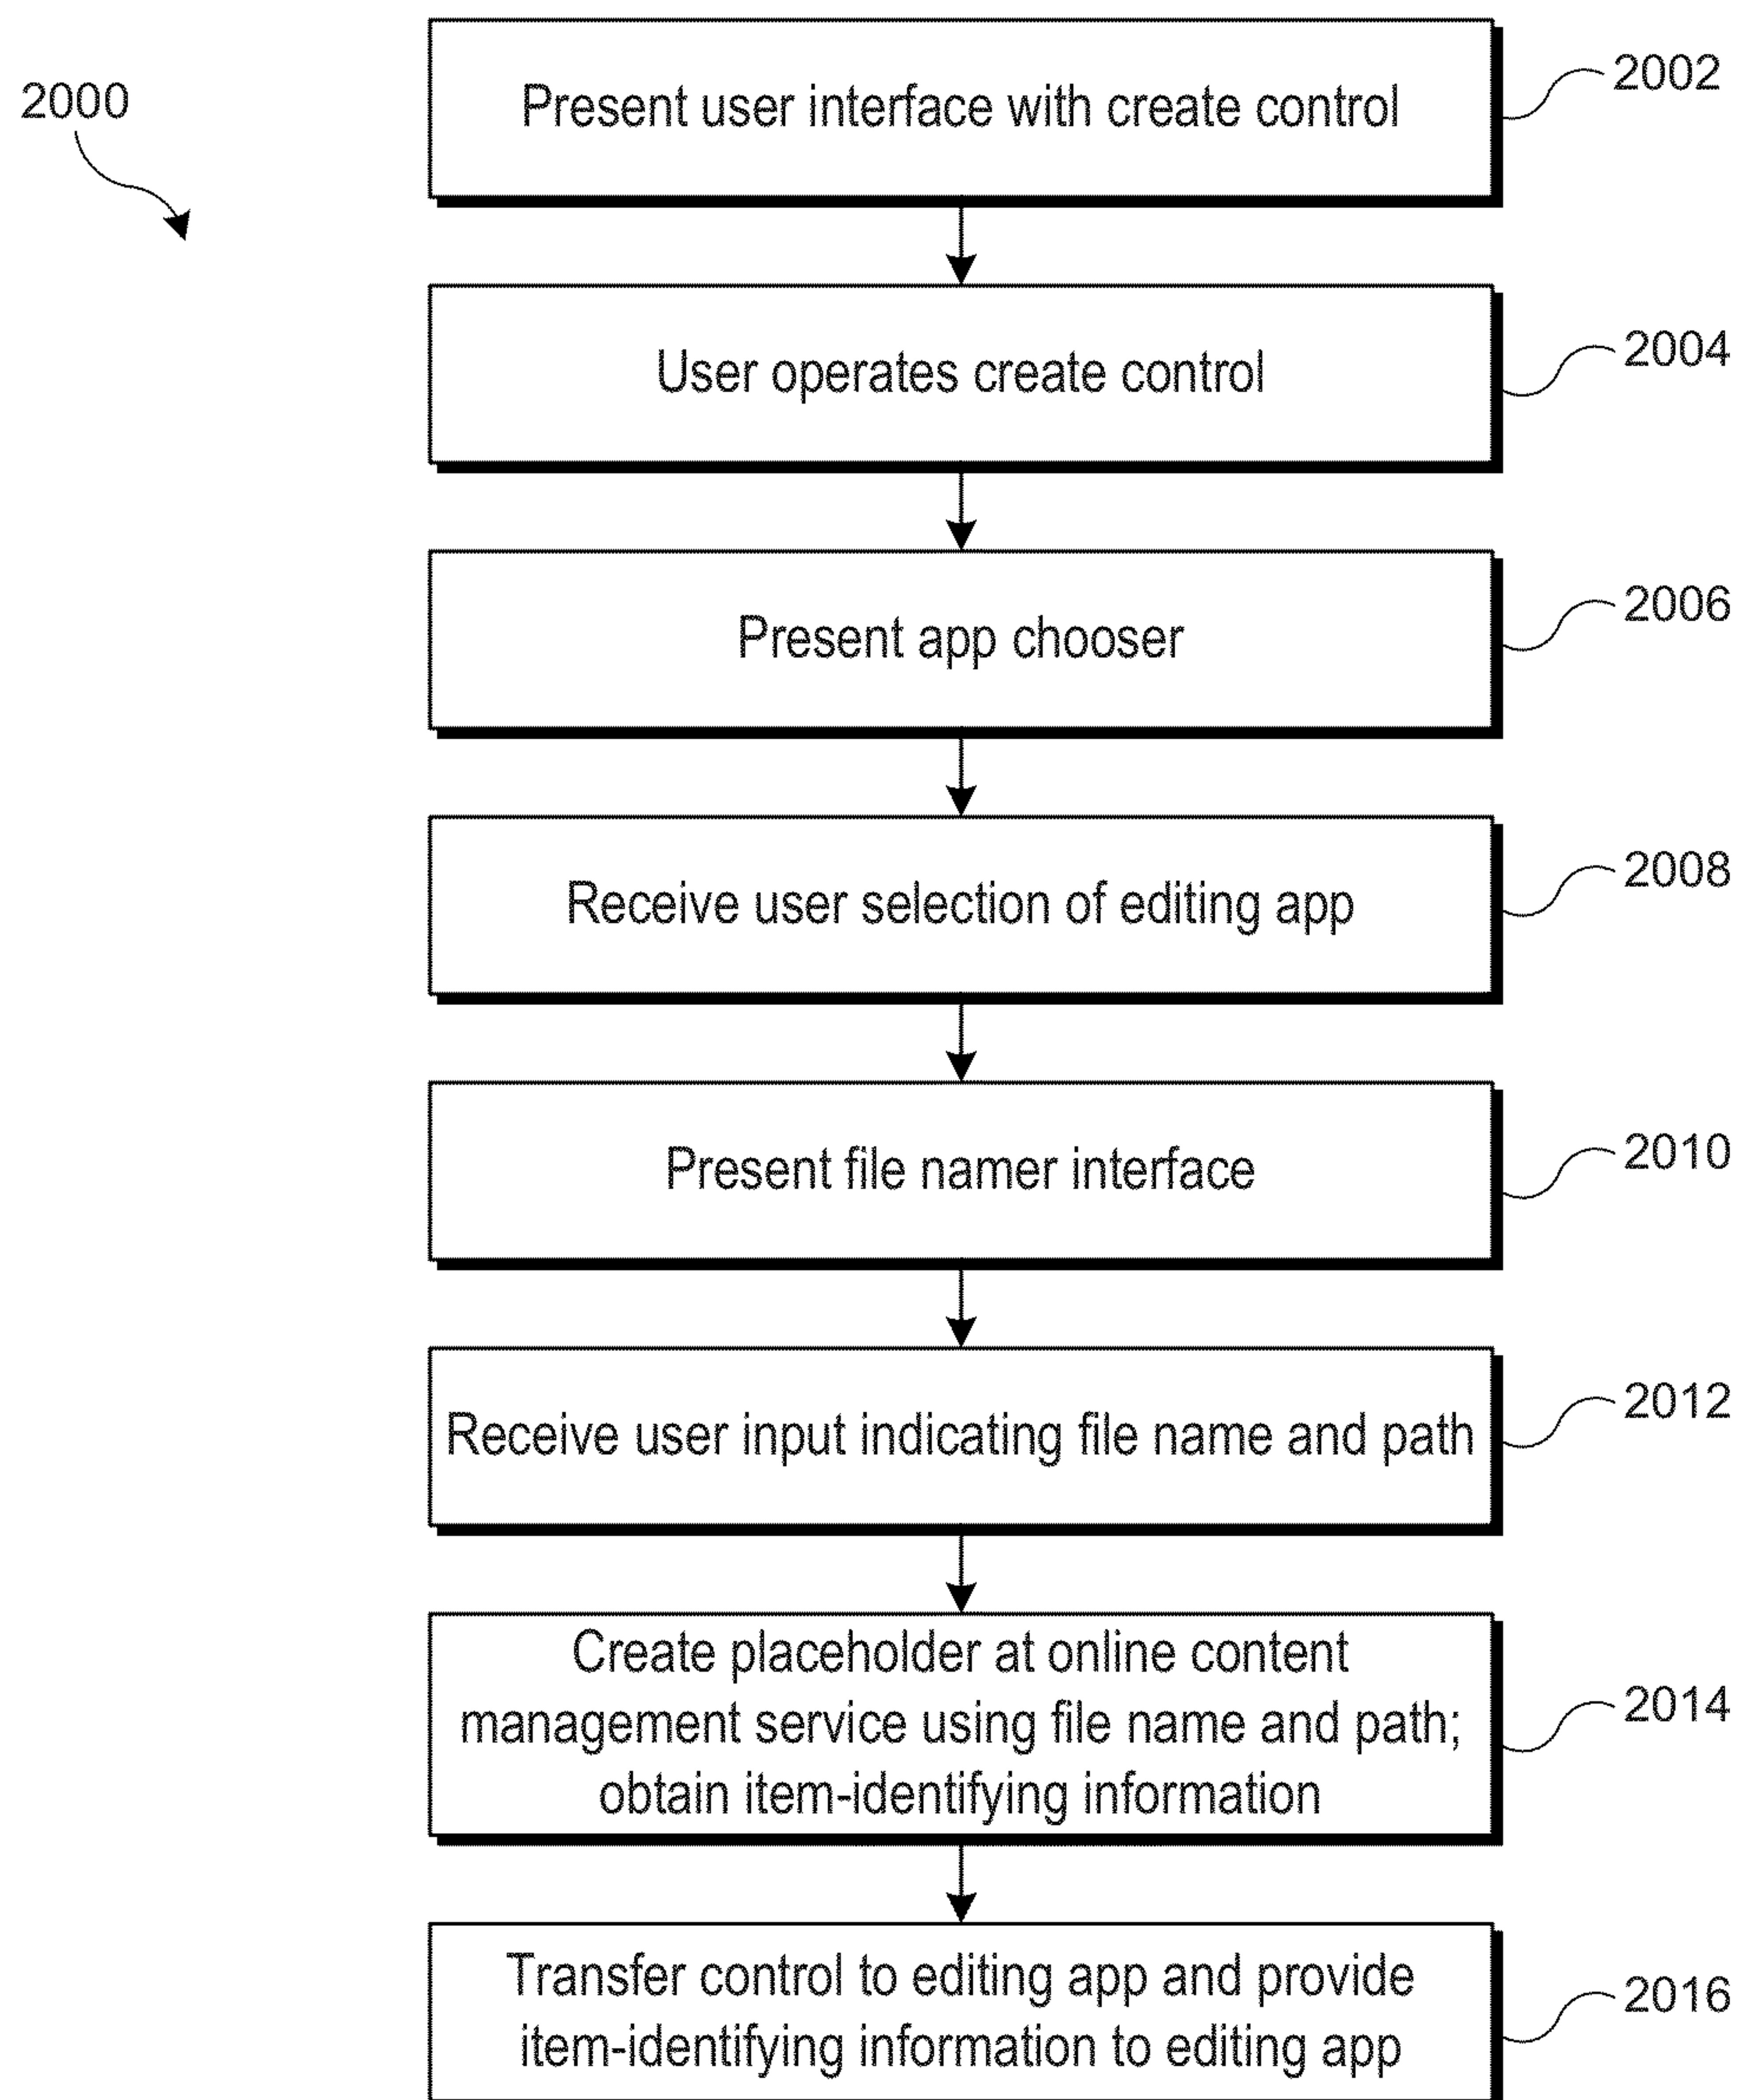 2000
Present user interface with create control
2002
User operates create control
2004
Present app chooser
2006
Receive user selection of editing app
2008
Present file namer interface
2010
Receive user input indicating file name and path
2012
Create placeholder at online content
management service using file name and path;
obtain item-identifying information
2014
Transfer control to editing app and provide
item-identifying information to editing app
2016